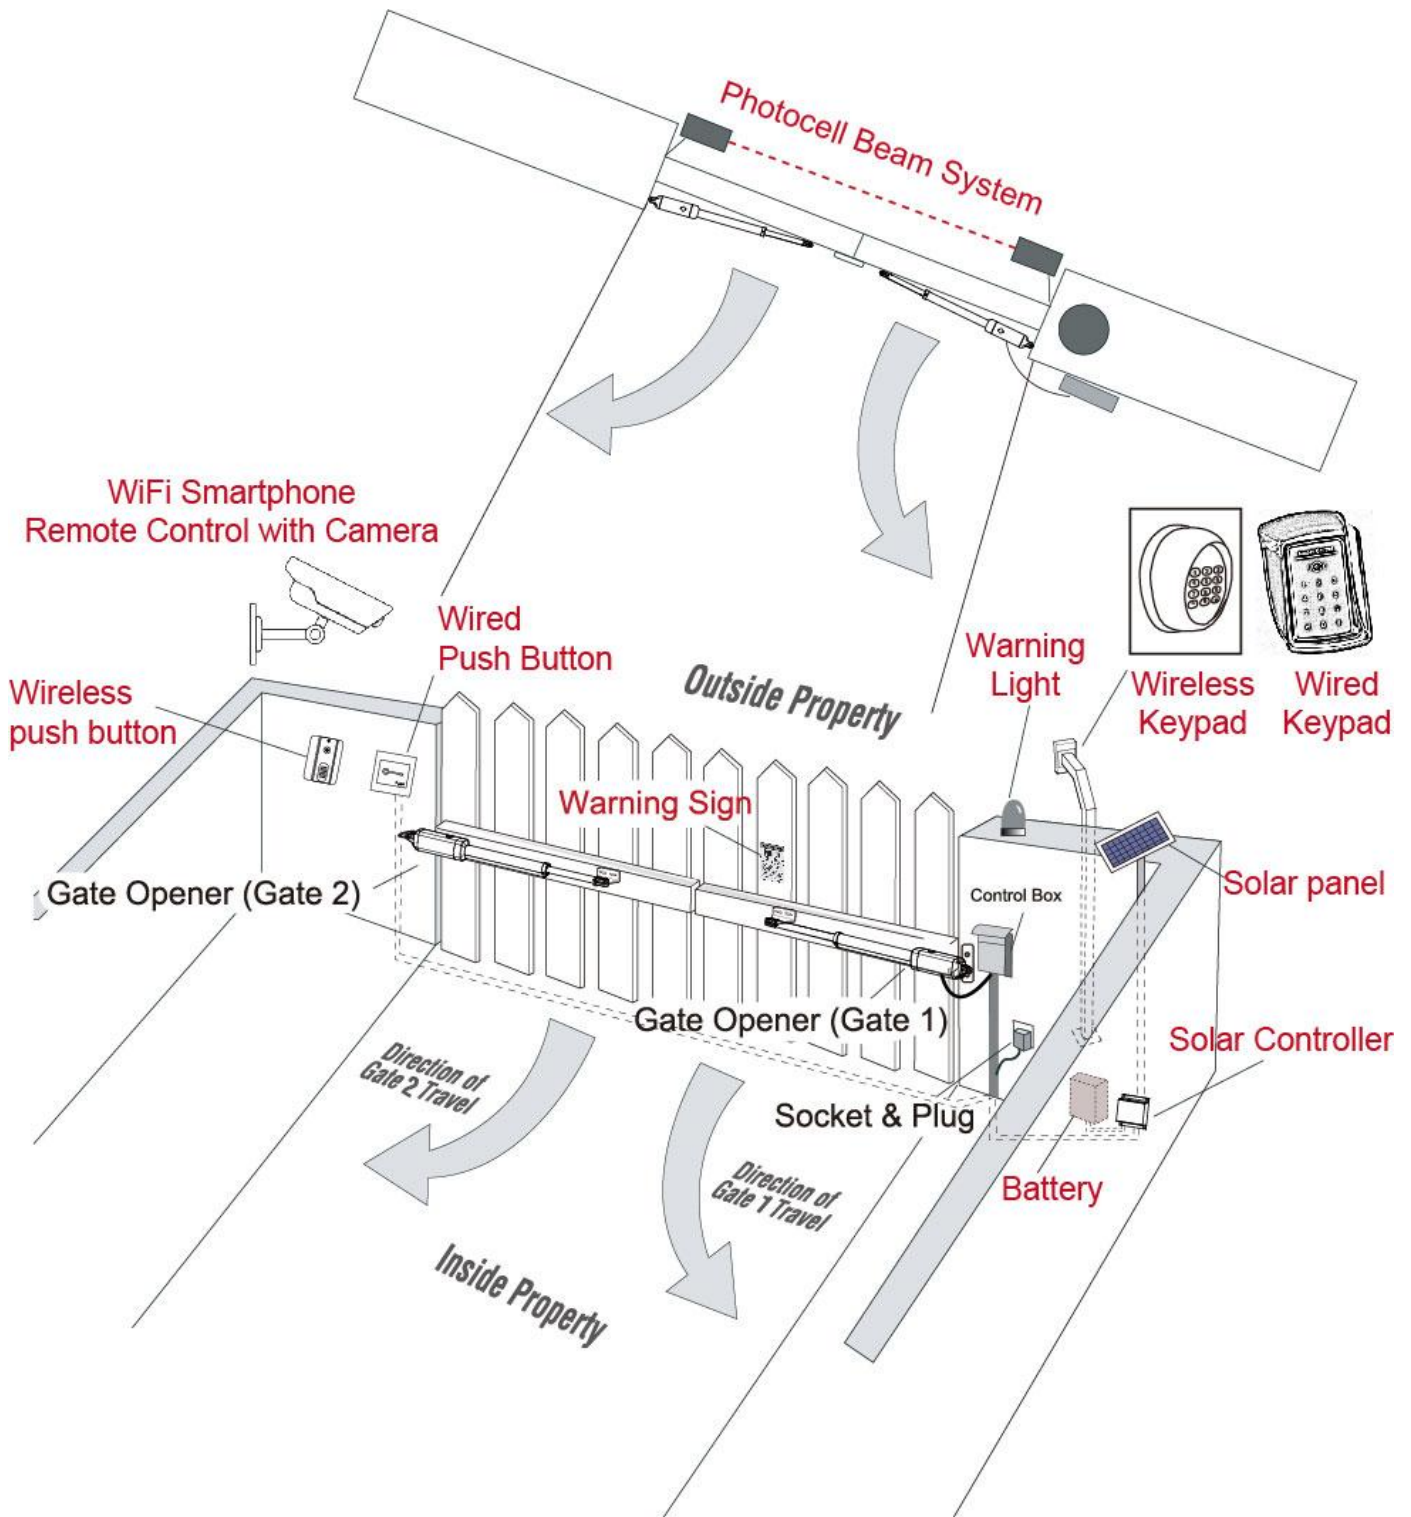 Photocell Beam System
WiFi Smartphone
Remote Control with Camera
Wired
Push Button
Wireless
push button
Outside Property
Warning
Light
Wireless
Keypad
Wired
Keypad
Warning Sign
Gate Opener (Gate 2)
Control Box
Solar panel
Gate Opener (Gate 1)
Solar Controller
Direction of
Gate 2 Travel
Socket & Plug
Direction of
Gate 1 Travel
Battery
Inside Property